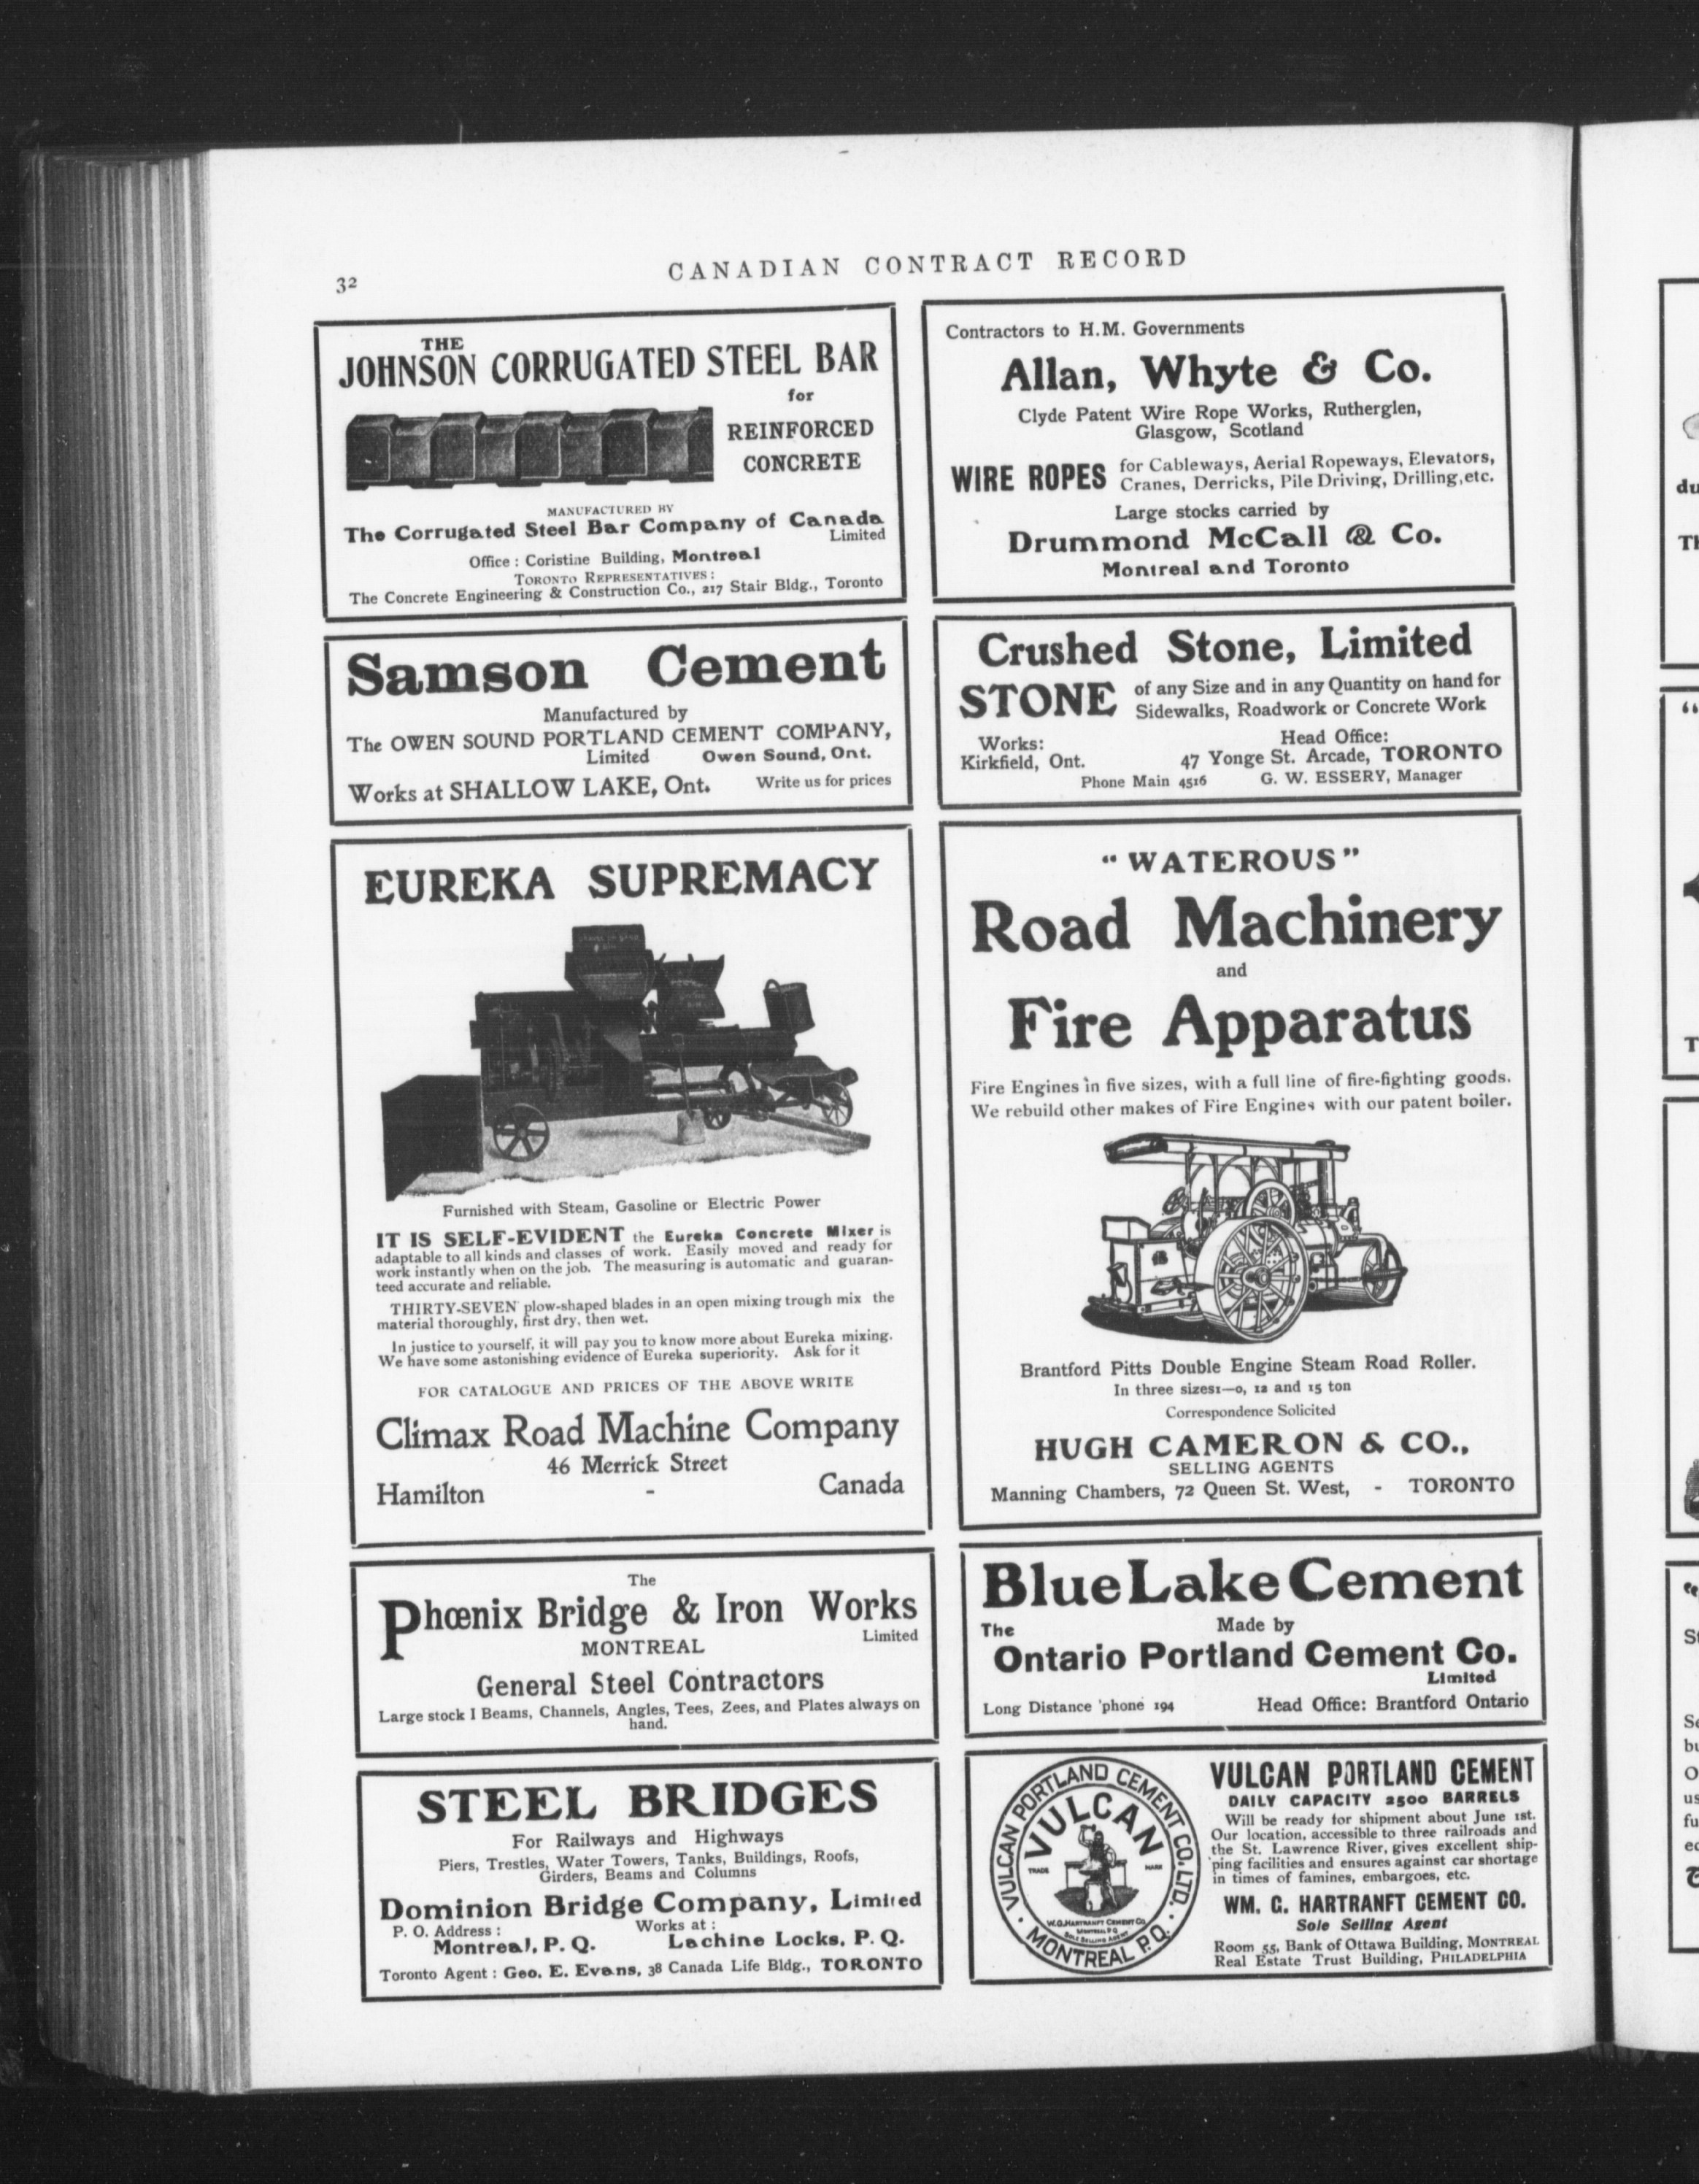 32
CANADIAN CONTRACT RECORD
THE
JOHNSON CORRUGATED STEEL BAR
for
REINFORCED
CONCRETE
MANUFACTURED BY
The Corrugated Steel Bar Company of Canada
Limited
Office : Coristine Building, Montreal
TORONTO REPRESENTATIVES :
The Concrete Engineering & Construction Co., 217 Stair Bldg., Toronto
Contractors to H.M. Governments
Allan, Whyte & Co.
Clyde Patent Wire Rope Works, Rutherglen,
Glasgow, Scotland
WIRE ROPES for Cableways, Aerial Ropeways, Elevators,
Cranes, Derricks, Pile Driving, Drilling, etc.
Large stocks carried by
Drummond McCall & Co.
Montreal and Toronto
Samson Cement
Manufactured by
The OWEN SOUND PORTLAND CEMENT COMPANY,
Limited Owen Sound, Ont.
Works at SHALLOW LAKE, Ont. Write us for prices
Crushed Stone, Limited
STONE of any Size and in any Quantity on hand for
Sidewalks, Roadwork or Concrete Work
Works: Head Office:
Kirkfield, Ont. 47 Yonge St. Arcade, TORONTO
Phone Main 4516 G. W. ESSERY, Manager
EUREKA SUPREMACY
Furnished with Steam, Gasoline or Electric Power
IT IS SELF-EVIDENT the Eureka Concrete Mixer is
adaptable to all kinds and classes of work. Easily moved and ready for
work instantly when on the job. The measuring is automatic and guaran-
teed accurate and reliable.
THIRTY-SEVEN plow-shaped blades in an open mixing trough mix the
material thoroughly, first dry, then wet.
In justice to yourself, it will pay you to know more about Eureka mixing.
We have some astonishing evidence of Eureka superiority. Ask for it
FOR CATALOGUE AND PRICES OF THE ABOVE WRITE
Climax Road Machine Company
46 Merrick Street
Hamilton - Canada
"WATEROUS"
Road Machinery
and
Fire Apparatus
Fire Engines in five sizes, with a full line of fire-fighting goods.
We rebuild other makes of Fire Engines with our patent boiler.
Brantford Pitts Double Engine Steam Road Roller.
In three sizes:—0, 12 and 15 ton
Correspondence Solicited
HUGH CAMERON & CO.,
SELLING AGENTS
Manning Chambers, 72 Queen St. West, - TORONTO
The
Phœnix Bridge & Iron Works
Limited
MONTREAL
General Steel Contractors
Large stock I Beams, Channels, Angles, Tees, Zees, and Plates always on
hand.
Blue Lake Cement
The Made by
Ontario Portland Cement Co.
Limited
Long Distance 'phone 194 Head Office: Brantford Ontario
STEEL BRIDGES
For Railways and Highways
Piers, Trestles, Water Towers, Tanks, Buildings, Roofs,
Girders, Beams and Columns
Dominion Bridge Company, Limited
P. O. Address : Works at :
Montreal, P. Q. Lachine Locks, P. Q.
Toronto Agent : Geo. E. Evans, 38 Canada Life Bldg., TORONTO
VULCAN PORTLAND CEMENT CO. LTD.
VULCAN
TRADE MARK
W.G. HARTRANFT CEMENT CO.
MONTREAL P.Q.
SOLE SELLING AGENT
MONTREAL P.Q.
VULCAN PORTLAND CEMENT
DAILY CAPACITY 2500 BARRELS
Will be ready for shipment about June 1st.
Our location, accessible to three railroads and
the St. Lawrence River, gives excellent ship-
ping facilities and ensures against car shortage
in times of famines, embargoes, etc.
WM. G. HARTRANFT CEMENT CO.
Sole Selling Agent
Room 55, Bank of Ottawa Building, MONTREAL
Real Estate Trust Building, PHILADELPHIA